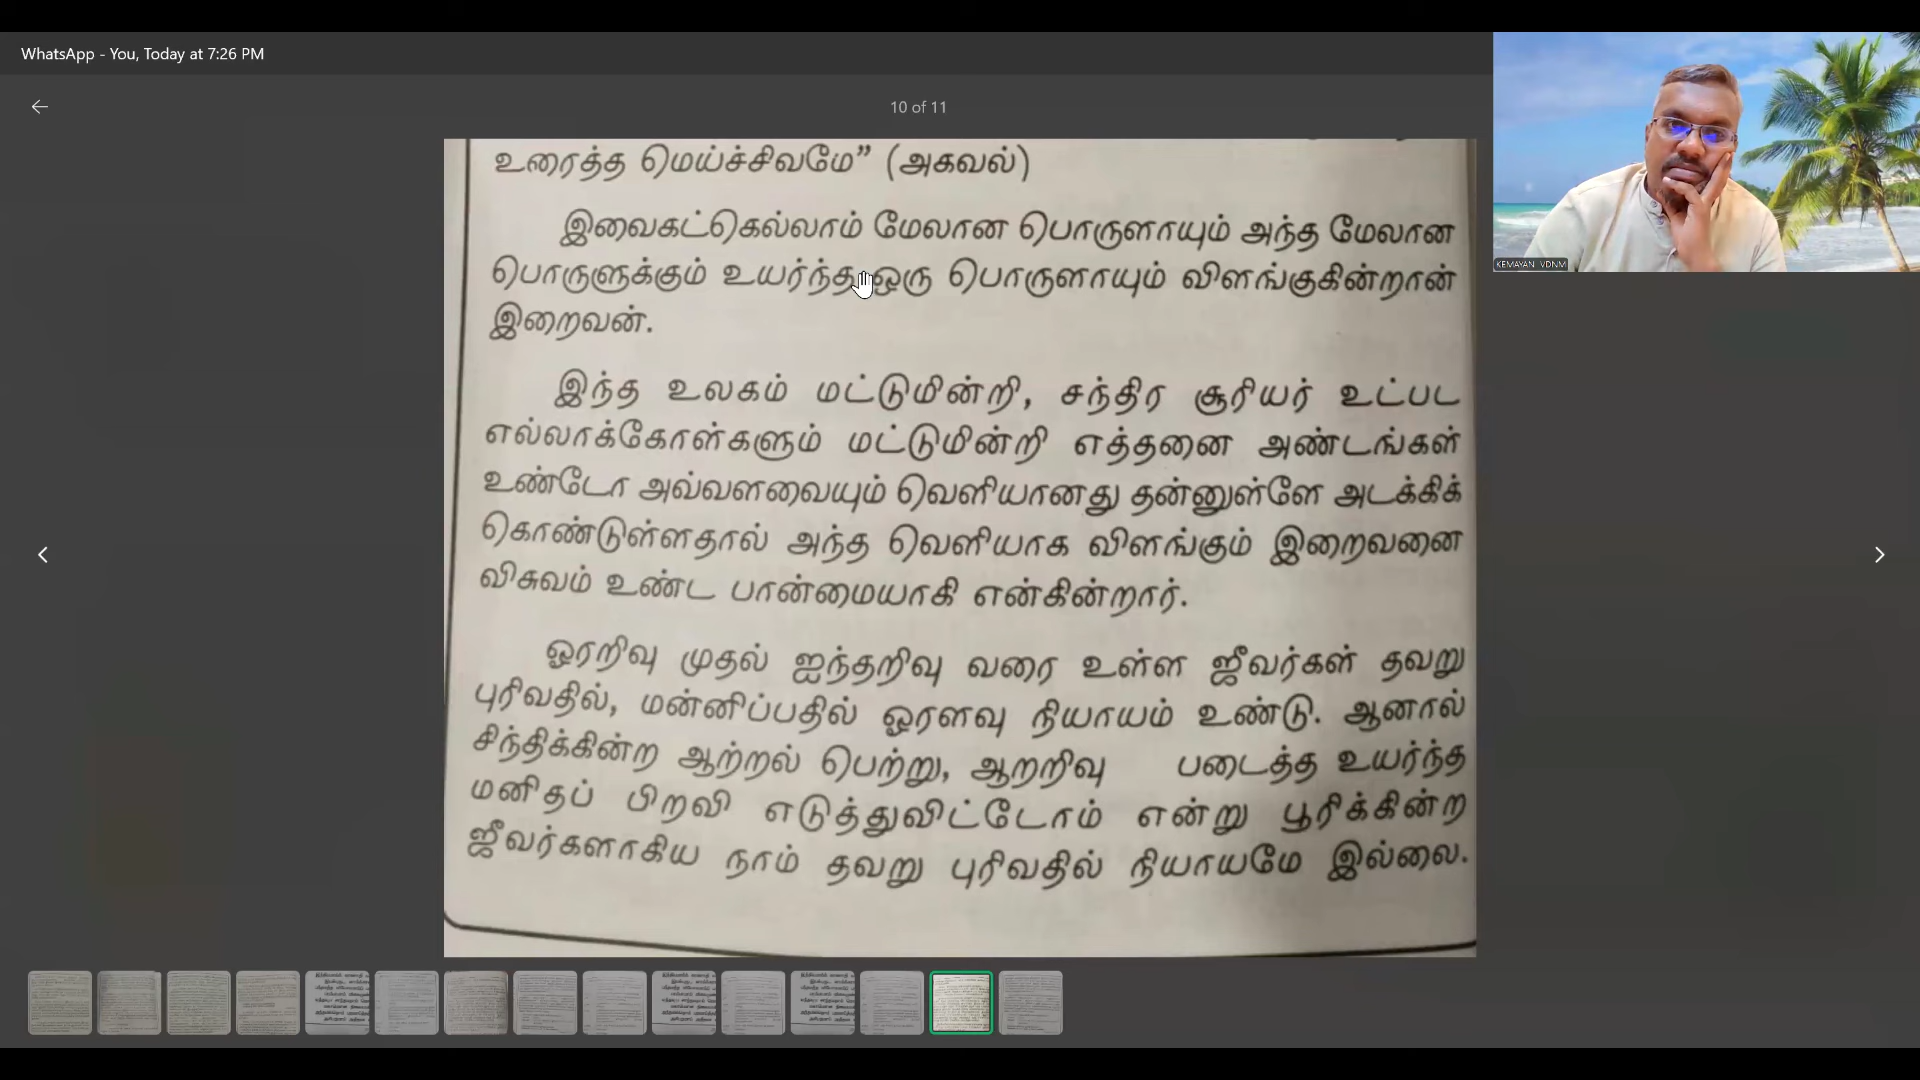 WhatsApp - You, Today at 7:26 PM
10 of 11
KEMAYAN VDNM
உரைத்த மெய்ச்சிவமே” (அகவல்)
இவைகட்கெல்லாம் மேலான பொருளாயும் அந்த மேலான
பொருளுக்கும் உயர்ந்த ஒரு பொருளாயும் விளங்குகின்றான்
இறைவன்.
இந்த உலகம் மட்டுமின்றி, சந்திர சூரியர் உட்பட
எல்லாக்கோள்களும் மட்டுமின்றி எத்தனை அண்டங்கள்
உண்டோ அவ்வளவையும் வெளியானது தன்னுள்ளே அடக்கிக்
கொண்டுள்ளதால் அந்த வெளியாக விளங்கும் இறைவனை
விசுவம் உண்ட பான்மையாகி என்கின்றார்.
ஓரறிவு முதல் ஐந்தறிவு வரை உள்ள ஜீவர்கள் தவறு
புரிவதில், மன்னிப்பதில் ஓரளவு நியாயம் உண்டு. ஆனால்
சிந்திக்கின்ற ஆற்றல் பெற்று, ஆறறிவு படைத்த உயர்ந்த
மனிதப் பிறவி எடுத்துவிட்டோம் என்று பூரிக்கின்ற
ஜீவர்களாகிய நாம் தவறு புரிவதில் நியாயமே இல்லை.